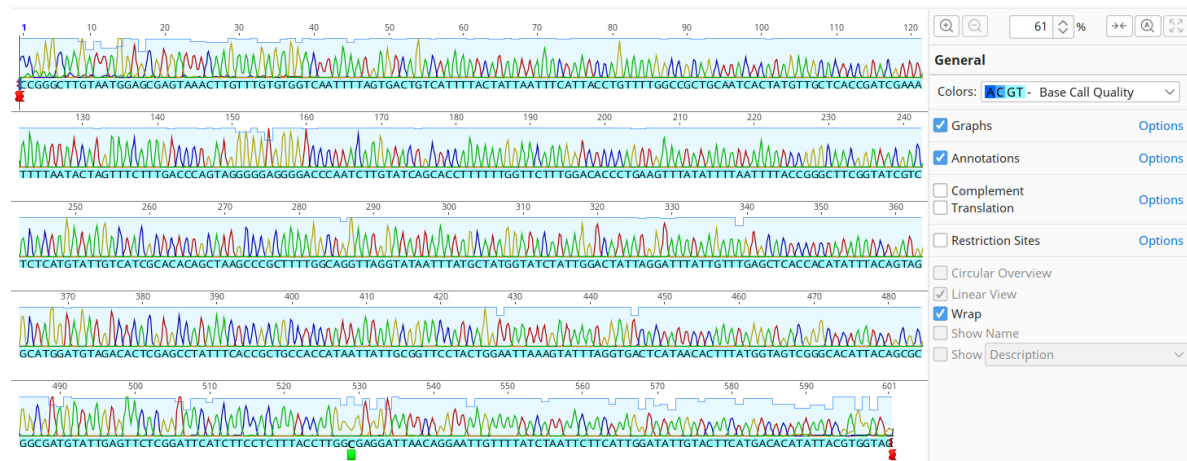 1 10 20 30 40 50 60 70 80 90 100 110 120
CCGGGCTTGTAATGGAGCGAGTAAACTTGTTTGTGTGGTCAATTTTAGTGACTGTCATTTTACTATTAATTTCATTACCTGTTTTGGCCGCTGCAATCACTATGTTGCTCACCGATCGAAA
130 140 150 160 170 180 190 200 210 220 230 240
TTTTAATACTAGTTTCTTTGACCCAGTAGGGGGAGGGGACCCAATCTTGTATCAGCACCTTTTTTGGTTCTTTGGACACCCTGAAGTTTATATTTTAATTTTACCGGGCTTCGGTATCGTC
250 260 270 280 290 300 310 320 330 340 350 360
TCTCATGTATTGTCATCGCACACAGCTAAGCCCGCTTTTGGCAGGTTAGGTATAATTTATGCTATGGTATCTATTGGACTATTAGGATTTATTGTTTGAGCTCACCACATATTTACAGTAG
370 380 390 400 410 420 430 440 450 460 470 480
GCATGGATGTAGACACTCGAGCCTATTTCACCGCTGCCACCATAATTATTGCGGTTCCTACTGGAATTAAAGTATTTAGGTGACTCATAACACTTTATGGTAGTCGGGCACATTACAGCGC
490 500 510 520 530 540 550 560 570 580 590 601
GGCGATGTATTGAGTTCTCGGATTCATCTTCCTCTTTACCTTGGCGAGGATTAACAGGAATTGTTTTATCTAATTCTTCATTGGATATTGTACTTCATGACACATATTACGTGGTAG
61 %
General
Colors: ACGT - Base Call Quality
Graphs Options
Annotations Options
Complement
Translation Options
Restriction Sites Options
Circular Overview
Linear View
Wrap
Show Name
Show Description